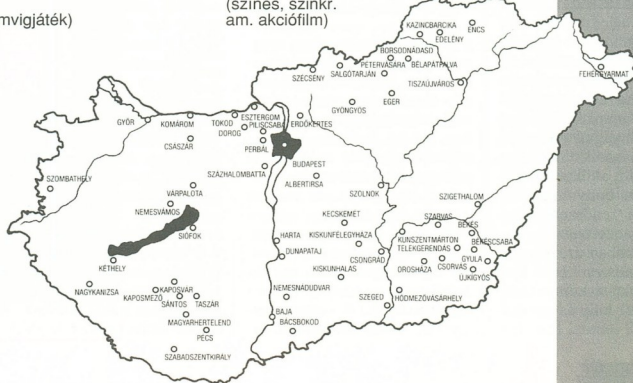 (színes, szinkr.
mvigjáték)
am. akciófilm)
KAZINCBARCIKA
ENCS
EDELÉNY
BORSODNÁDASD
SZÉCSÉNY
SALGÓTARJÁN
PÉTERVÁSÁRA
BÉLAPÁTFALVA
FEHÉRGYARMAT
TISZAÚJVÁROS
EGER
GYÖNGYÖS
GYŐR
KOMÁROM
TOKOD
ESZTERGOM
DOROG
PILISCSABA
ERDŐKERTES
CSÁSZÁR
PERBÁL
BUDAPEST
SZÁZHALOMBATTA
ALBERTIRSA
SZOMBATHELY
VÁRPALOTA
SZOLNOK
NEMESVÁMOS
SZIGETHALOM
KECSKEMÉT
SZARVAS
SIÓFOK
BÉKÉS
HARTA
KISKUNFÉLEGYHÁZA
KUNSZENTMÁRTON
BÉKÉSCSABA
TELEKGERENDÁS
CSONGRÁD
DUNAPATAJ
KÉTHELY
OROSHÁZA
CSORVÁS
GYULA
KISKUNHALAS
ÚJKÍGYÓS
NAGYKANIZSA
KAPOSVÁR
KAPOSMÉRŐ
NEMESNÁDUDVAR
SÁNTOS
TASZÁR
SZEGED
HÓDMEZŐVÁSÁRHELY
MAGYARHERTELEND
BAJA
BÁCSBOKOD
PÉCS
SZABADSZENTKIRÁLY